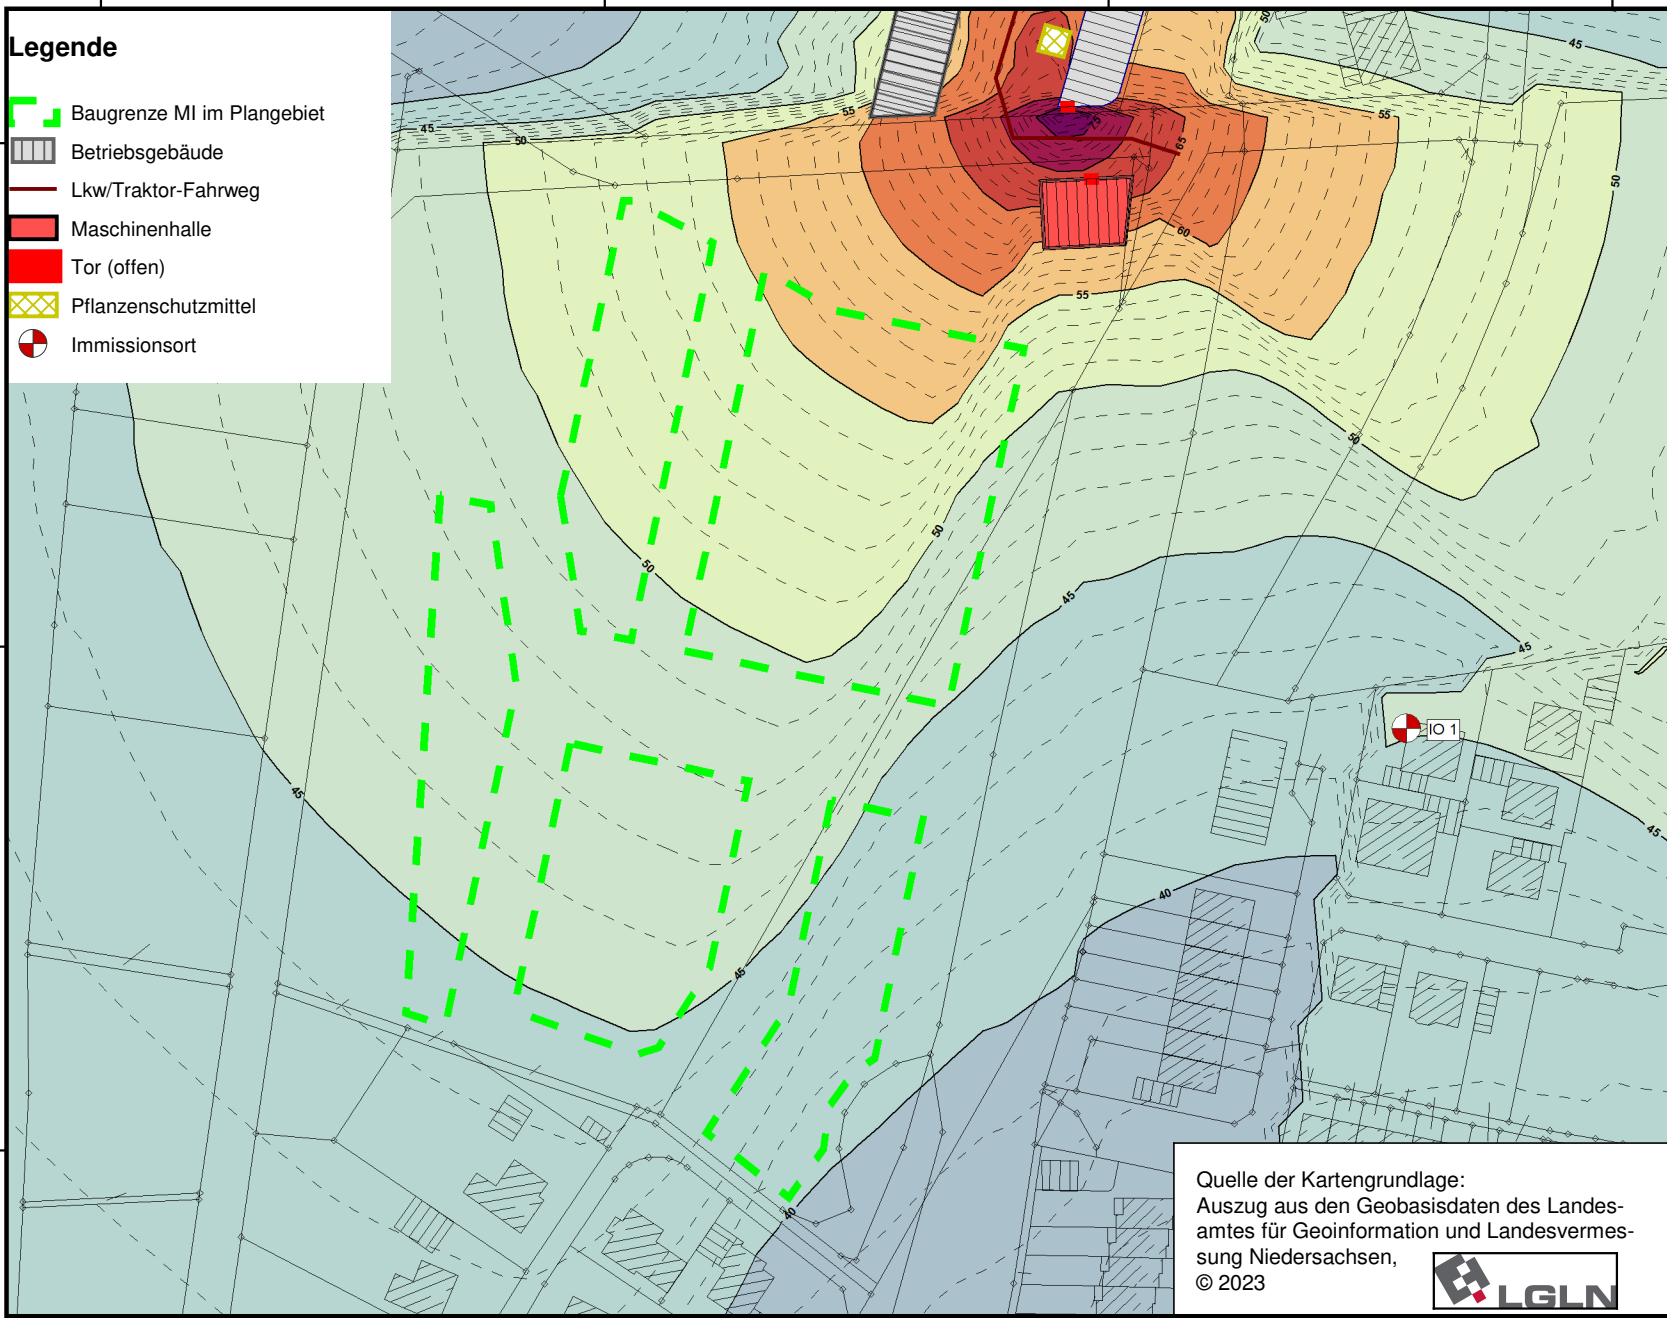 Legende
Baugrenze MI im Plangebiet
Betriebsgebäude
Lkw/Traktor-Fahrweg
Maschinenhalle
Tor (offen)
Pflanzenschutzmittel
Immissionsort
50
45
45
50
55
75
65
55
50
60
55
50
50
50
45
45
IO 1
45
45
40
45
40
Quelle der Kartengrundlage:
Auszug aus den Geobasisdaten des Landes-
amtes für Geoinformation und Landesvermes-
sung Niedersachsen,
© 2023
LGLN